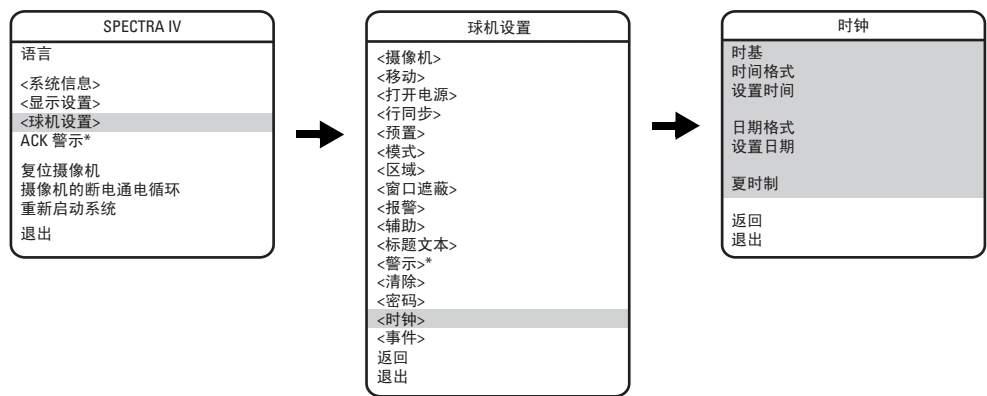 SPECTRA IV
语言
<系统信息>
<显示设置>
<球机设置>
ACK 警示*
复位摄像机
摄像机的断电通电循环
重新启动系统
退出
球机设置
<摄像机>
<移动>
<打开电源>
<行同步>
<预置>
<模式>
<区域>
<窗口遮蔽>
<报警>
<辅助>
<标题文本>
<警示>*
<清除>
<密码>
<时钟>
<事件>
返回
退出
时钟
时基
时间格式
设置时间
日期格式
设置日期
夏时制
返回
退出